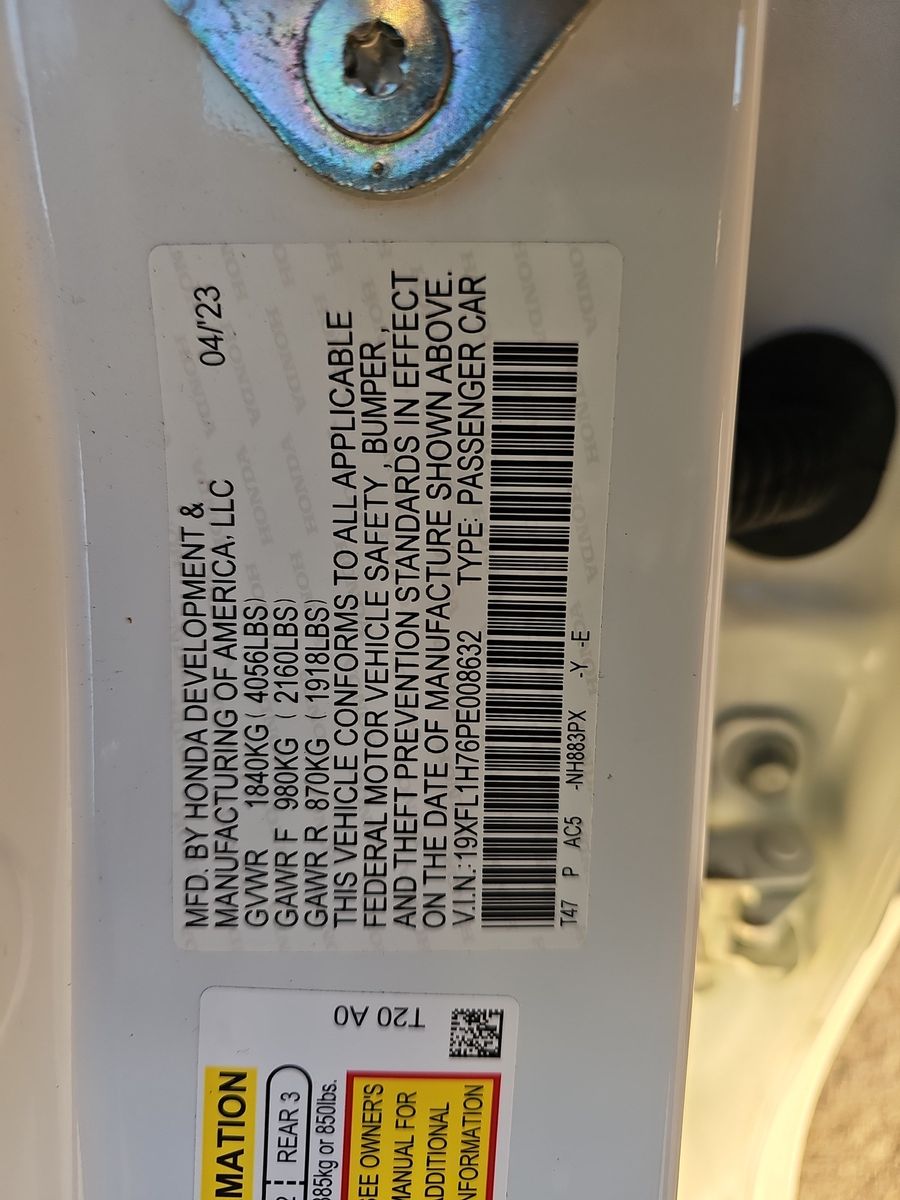 MFD. BY HONDA DEVELOPMENT &
MANUFACTURING OF AMERICA, LLC 04/'23
GVWR 1840KG ( 4056LBS)
GAWR F 980KG ( 2160LBS)
GAWR R 870KG ( 1918LBS)
THIS VEHICLE CONFORMS TO ALL APPLICABLE
FEDERAL MOTOR VEHICLE SAFETY, BUMPER,
AND THEFT PREVENTION STANDARDS IN EFFECT
ON THE DATE OF MANUFACTURE SHOWN ABOVE.
V.I.N.: 19XFL1H76PE008632 TYPE: PASSENGER CAR
T47 P AC5 -NH883PX -Y -E
T20 A0
MATION
REAR 3
385kg or 850lbs.
SEE OWNER'S
MANUAL FOR
ADDITIONAL
INFORMATION